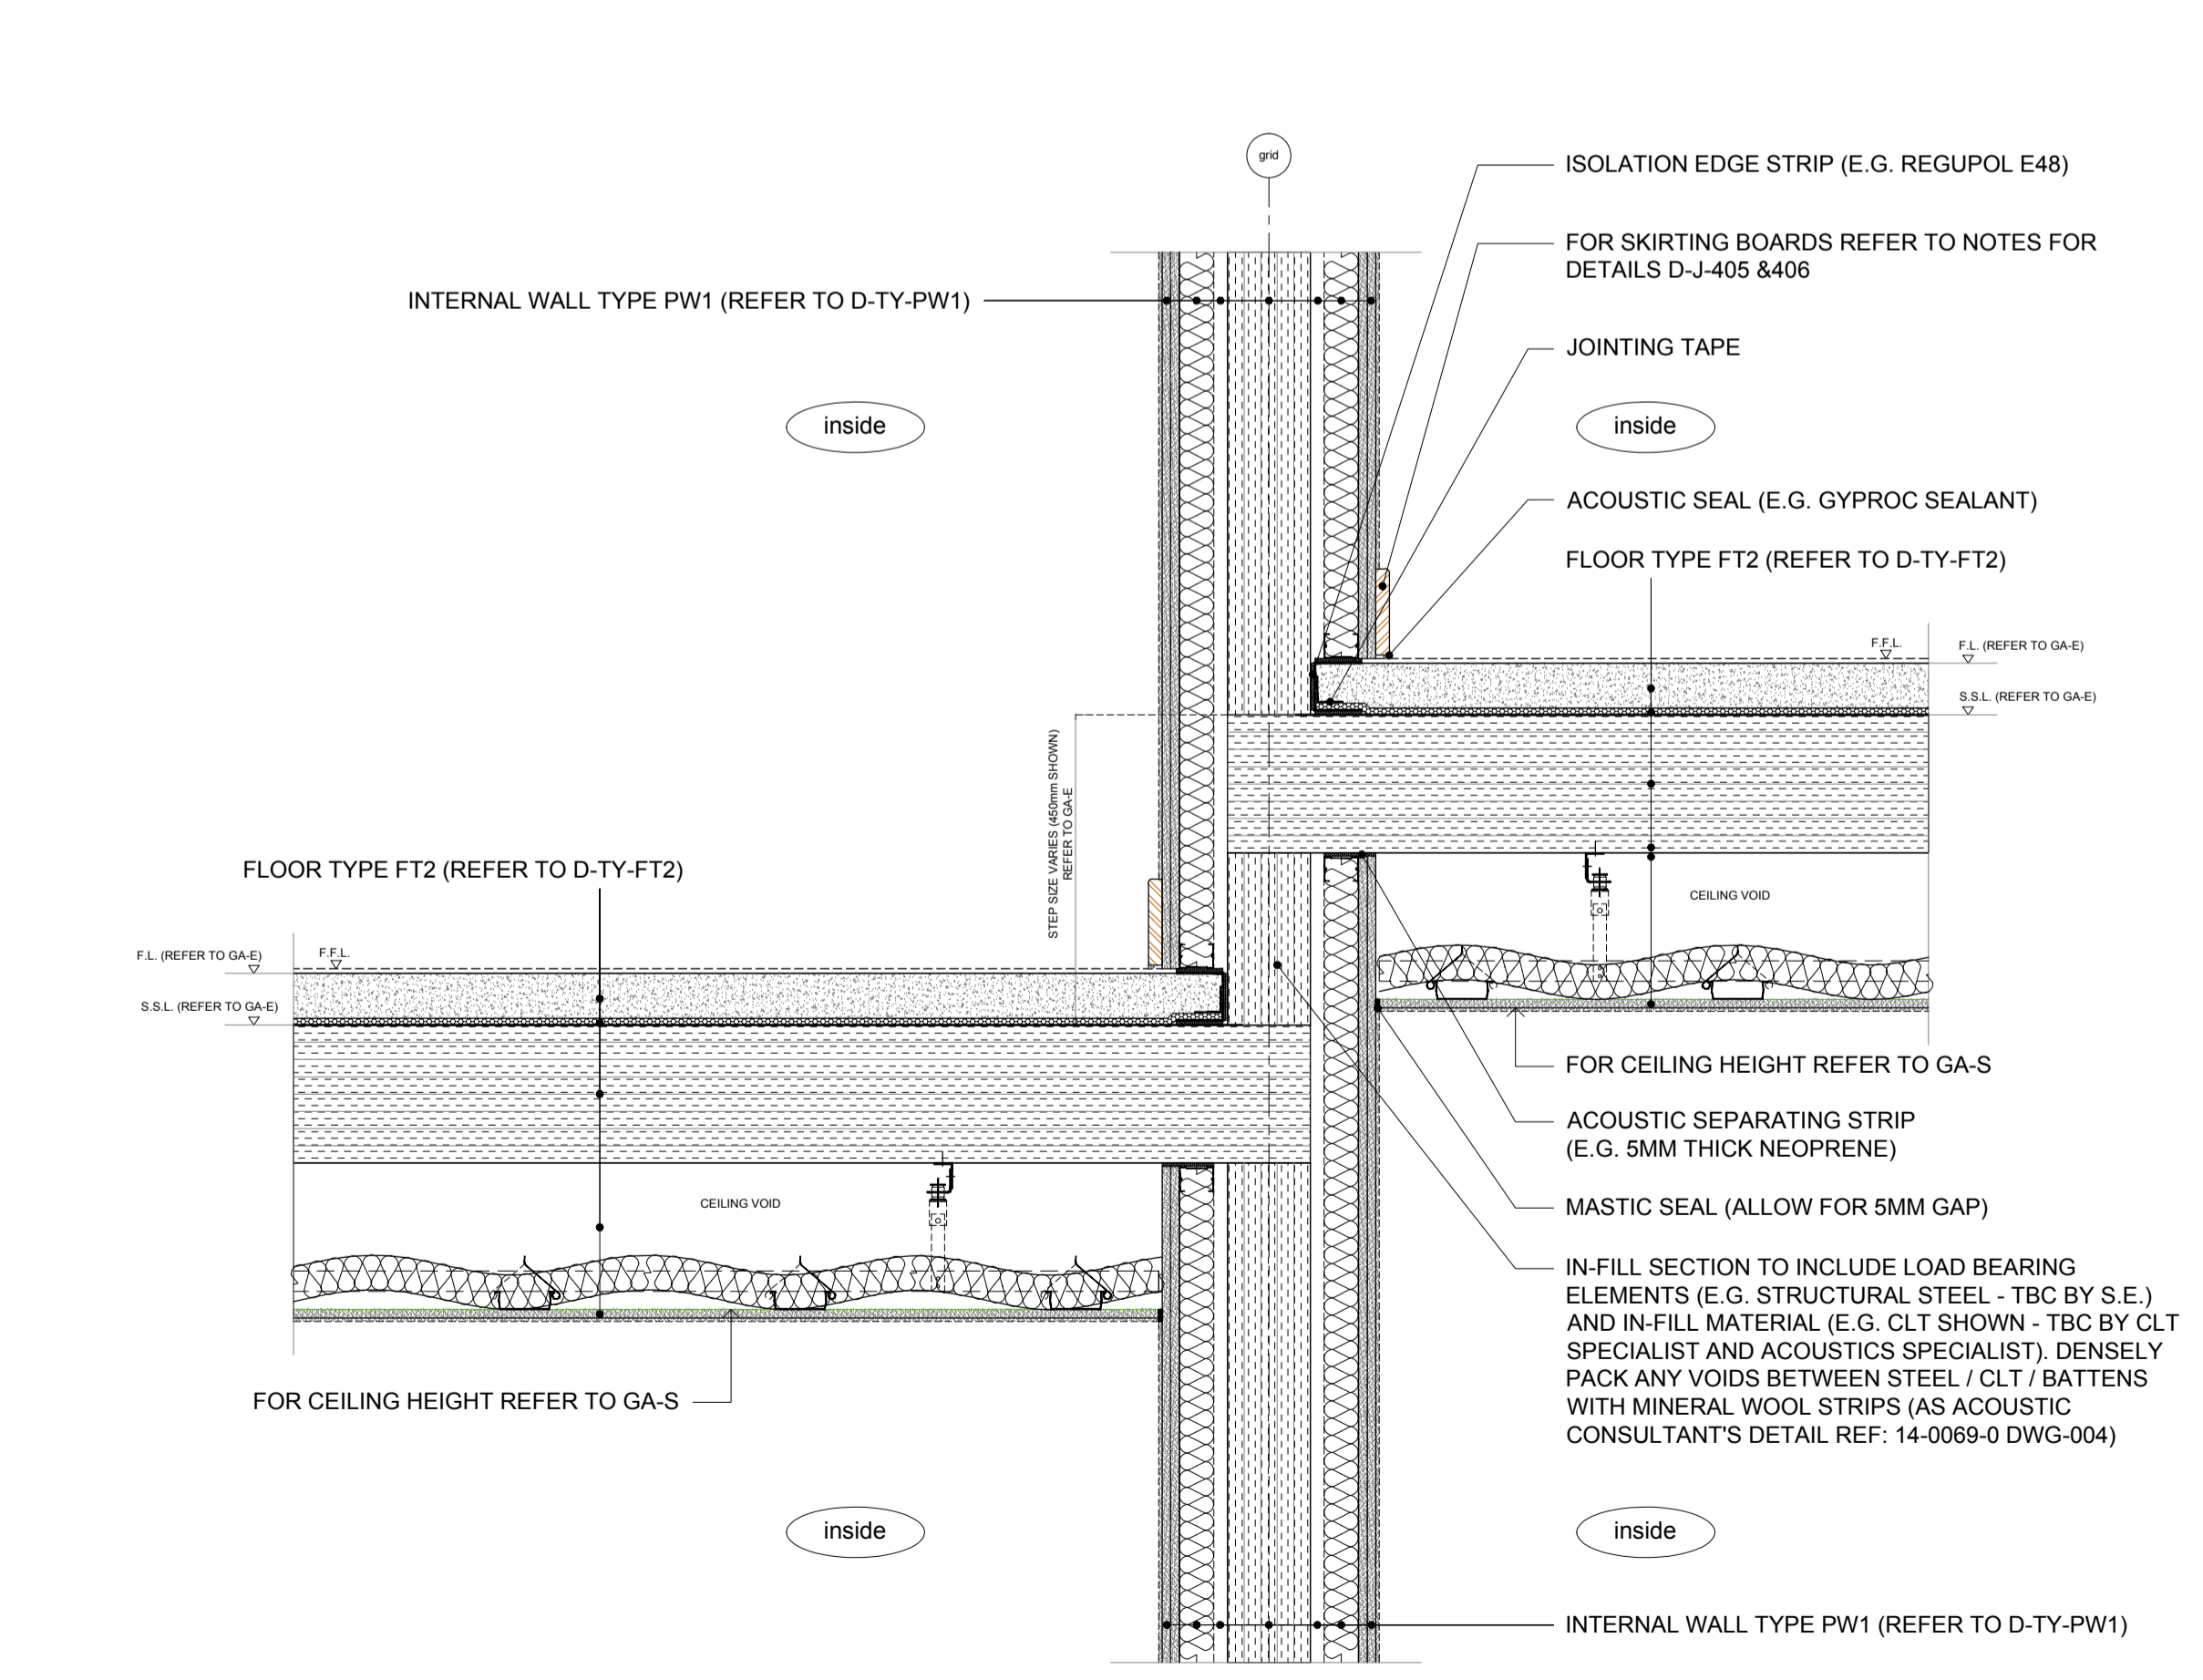 grid
ISOLATION EDGE STRIP (E.G. REGUPOL E48)
FOR SKIRTING BOARDS REFER TO NOTES FOR
DETAILS D-J-405 &406
INTERNAL WALL TYPE PW1 (REFER TO D-TY-PW1)
JOINTING TAPE
inside
inside
ACOUSTIC SEAL (E.G. GYPROC SEALANT)
FLOOR TYPE FT2 (REFER TO D-TY-FT2)
F.F.L.
F.L. (REFER TO GA-E)
S.S.L. (REFER TO GA-E)
STEP SIZE VARIES (450mm SHOWN)
REFER TO GA-E
FLOOR TYPE FT2 (REFER TO D-TY-FT2)
CEILING VOID
F.L. (REFER TO GA-E)
F.F.L.
S.S.L. (REFER TO GA-E)
FOR CEILING HEIGHT REFER TO GA-S
ACOUSTIC SEPARATING STRIP
(E.G. 5MM THICK NEOPRENE)
CEILING VOID
MASTIC SEAL (ALLOW FOR 5MM GAP)
IN-FILL SECTION TO INCLUDE LOAD BEARING
ELEMENTS (E.G. STRUCTURAL STEEL - TBC BY S.E.)
AND IN-FILL MATERIAL (E.G. CLT SHOWN - TBC BY CLT
SPECIALIST AND ACOUSTICS SPECIALIST). DENSELY
PACK ANY VOIDS BETWEEN STEEL / CLT / BATTENS
WITH MINERAL WOOL STRIPS (AS ACOUSTIC
CONSULTANT'S DETAIL REF: 14-0069-0 DWG-004)
FOR CEILING HEIGHT REFER TO GA-S
inside
inside
INTERNAL WALL TYPE PW1 (REFER TO D-TY-PW1)